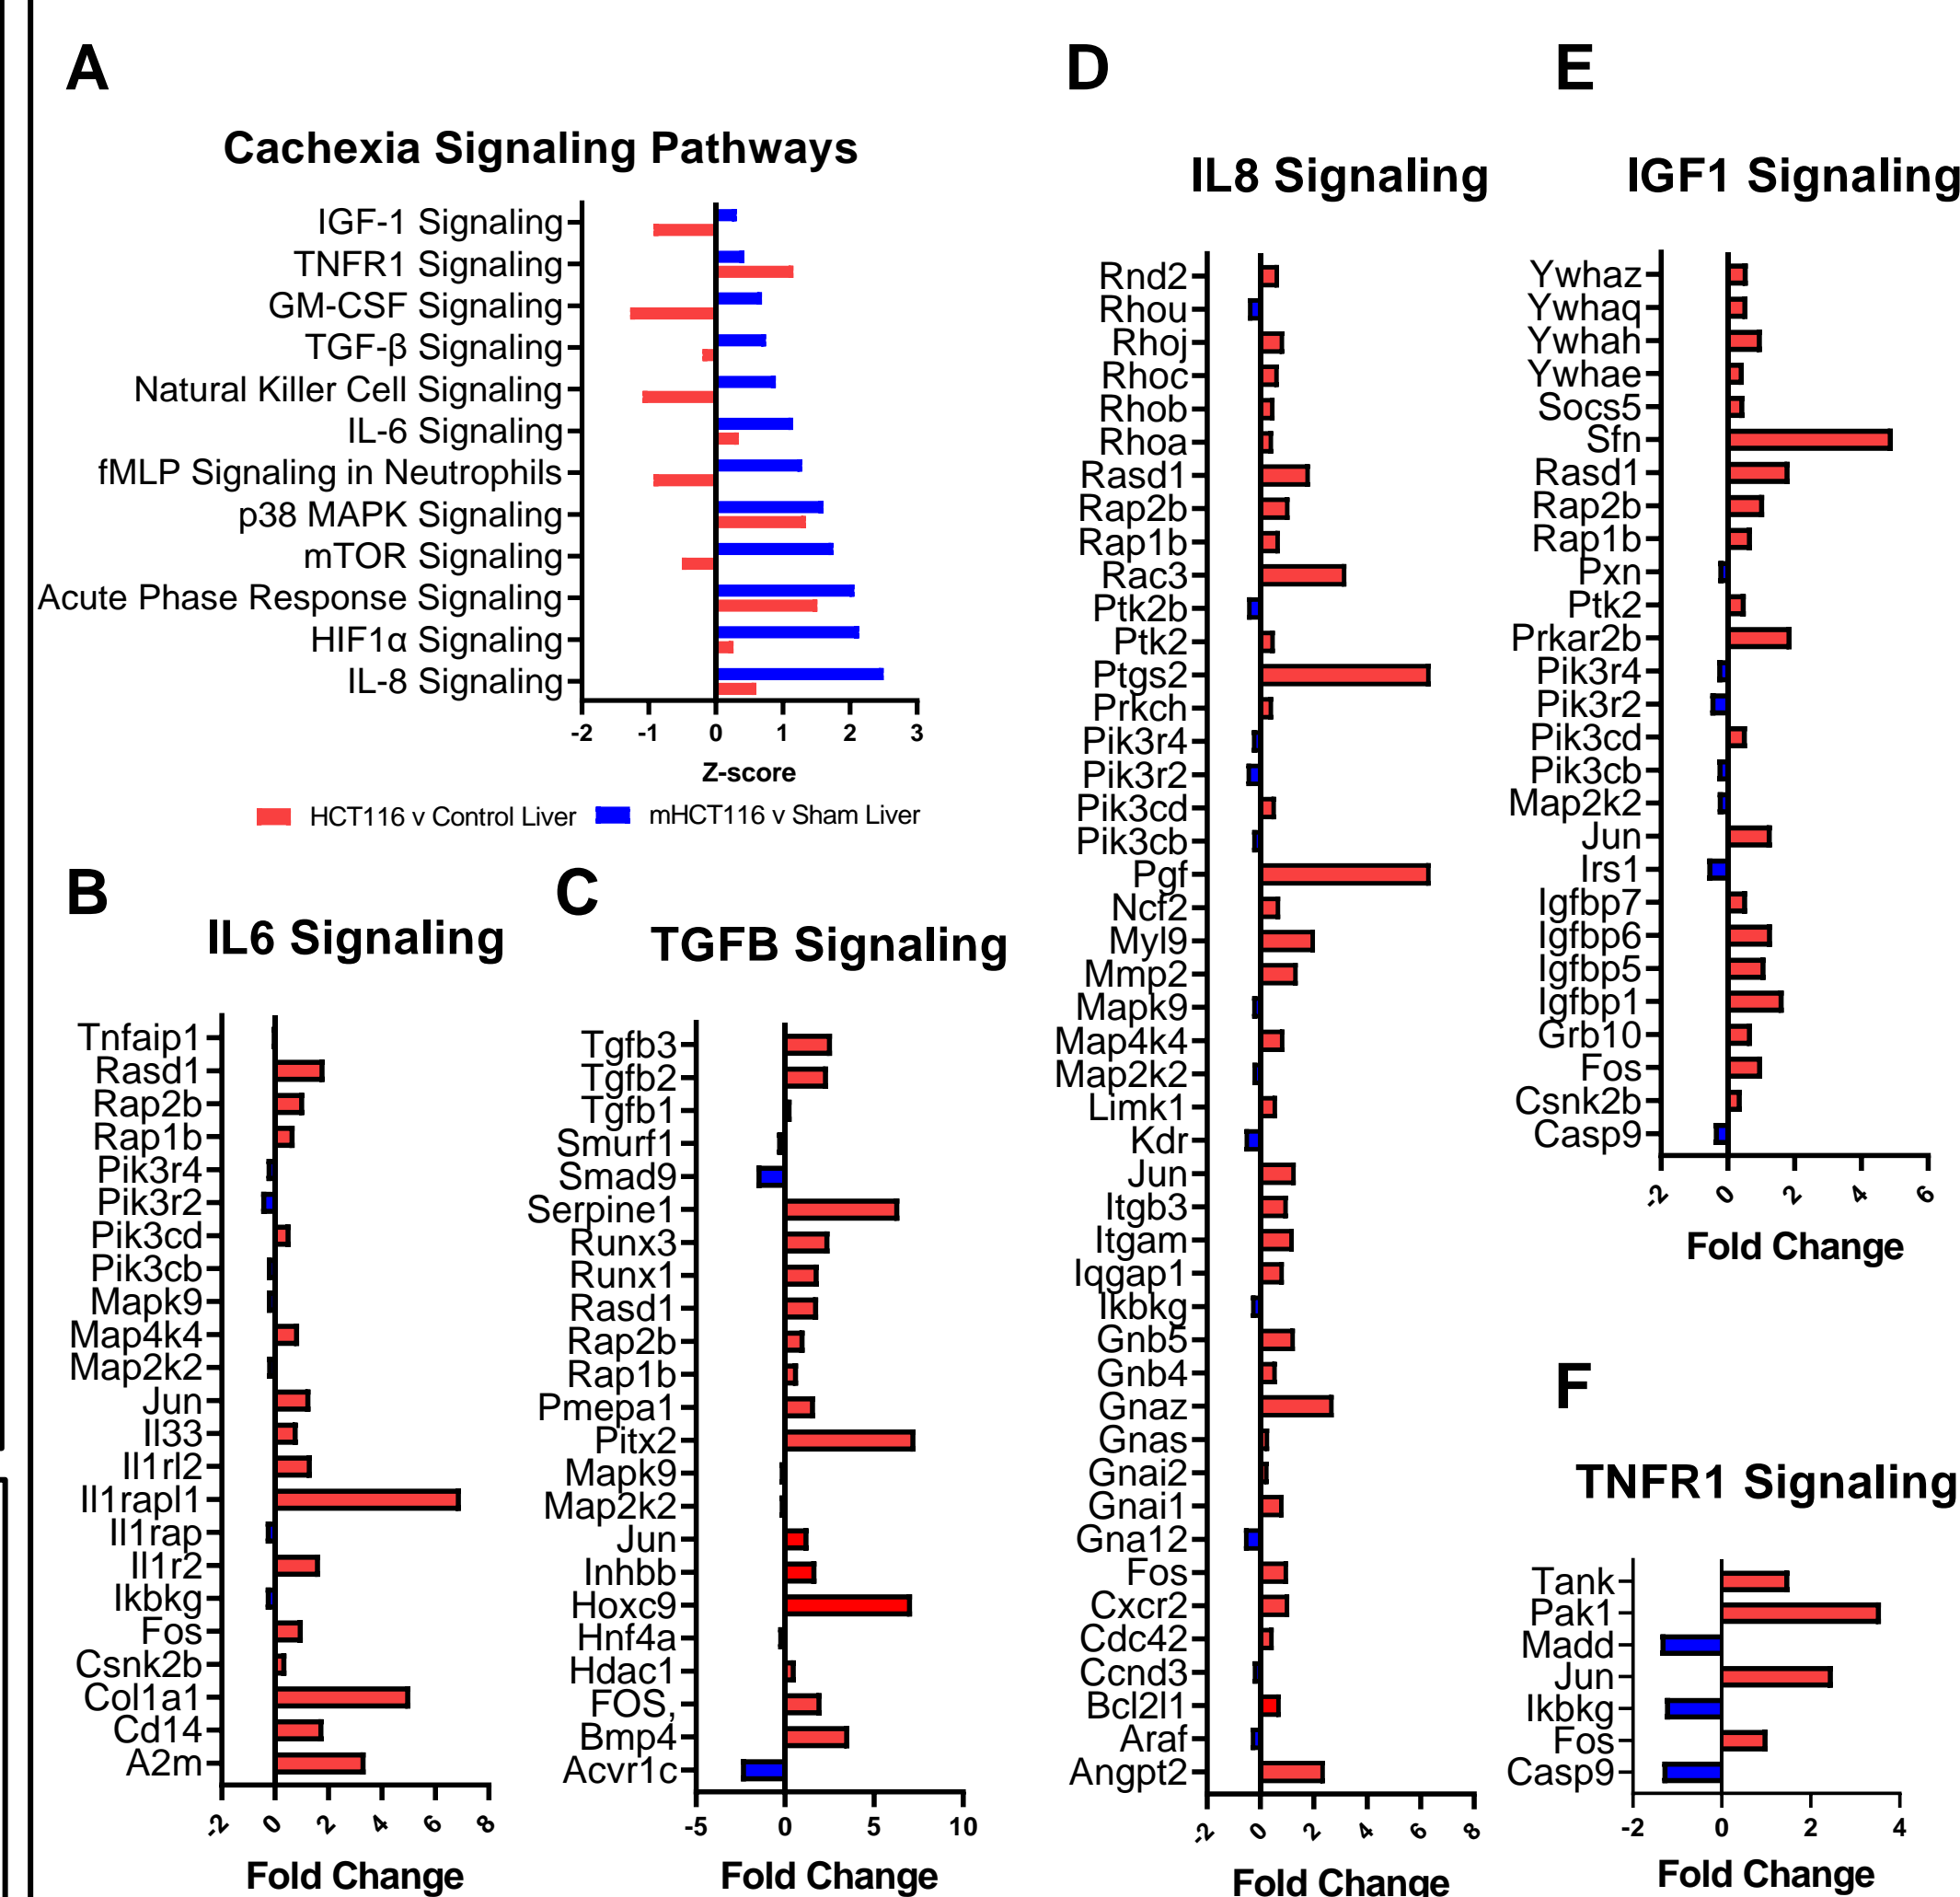 A
Cachexia Signaling Pathways
IGF-1 Signaling
TNFR1 Signaling
GM-CSF Signaling
TGF-β Signaling
Natural Killer Cell Signaling
IL-6 Signaling
fMLP Signaling in Neutrophils
p38 MAPK Signaling
mTOR Signaling
Acute Phase Response Signaling
HIF1α Signaling
IL-8 Signaling
-2 -1 0 1 2 3
Z-score
HCT116 v Control Liver mHCT116 v Sham Liver
B
IL6 Signaling
Tnfaip1
Rasd1
Rap2b
Rap1b
Pik3r4
Pik3r2
Pik3cd
Pik3cb
Mapk9
Map4k4
Map2k2
Jun
Il33
Il1rl2
Il1rapl1
Il1rap
Il1r2
Ikbkg
Fos
Csnk2b
Col1a1
Cd14
A2m
-2 0 2 4 6 8
Fold Change
C
TGFB Signaling
Tgfb3
Tgfb2
Tgfb1
Smurf1
Smad9
Serpine1
Runx3
Runx1
Rasd1
Rap2b
Rap1b
Pmepa1
Pitx2
Mapk9
Map2k2
Jun
Inhbb
Hoxc9
Hnf4a
Hdac1
FOS,
Bmp4
Acvr1c
-5 0 5 10
Fold Change
D
IL8 Signaling
Rnd2
Rhou
Rhoj
Rhoc
Rhob
Rhoa
Rasd1
Rap2b
Rap1b
Rac3
Ptk2b
Ptk2
Ptgs2
Prkch
Pik3r4
Pik3r2
Pik3cd
Pik3cb
Pgf
Ncf2
Myl9
Mmp2
Mapk9
Map4k4
Map2k2
Limk1
Kdr
Jun
Itgb3
Itgam
Iqgap1
Ikbkg
Gnb5
Gnb4
Gnaz
Gnas
Gnai2
Gnai1
Gna12
Fos
Cxcr2
Cdc42
Ccnd3
Bcl2l1
Araf
Angpt2
-2 0 2 4 6 8
Fold Change
E
IGF1 Signaling
Ywhaz
Ywhaq
Ywhah
Ywhae
Socs5
Sfn
Rasd1
Rap2b
Rap1b
Pxn
Ptk2
Prkar2b
Pik3r4
Pik3r2
Pik3cd
Pik3cb
Map2k2
Jun
Irs1
Igfbp7
Igfbp6
Igfbp5
Igfbp1
Grb10
Fos
Csnk2b
Casp9
-2 0 2 4 6
Fold Change
F
TNFR1 Signaling
Tank
Pak1
Madd
Jun
Ikbkg
Fos
Casp9
-2 0 2 4
Fold Change